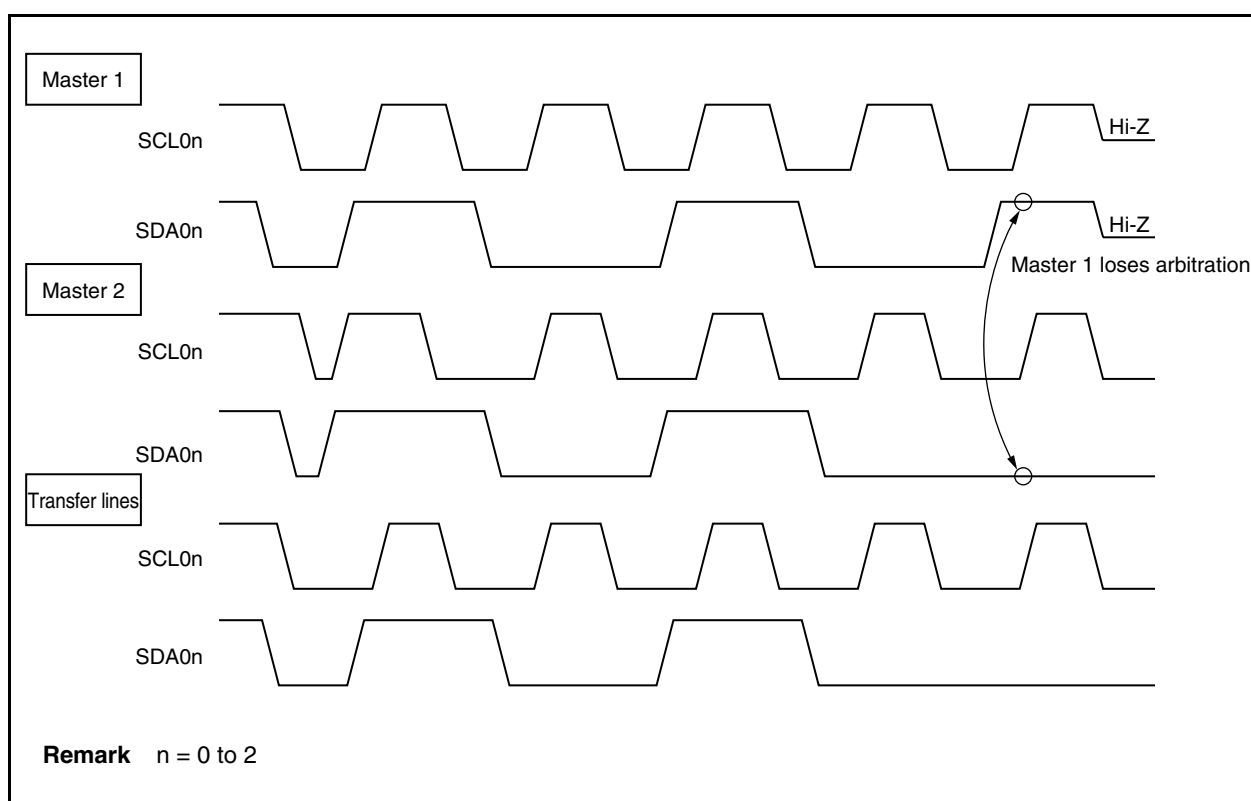 Master 1
SCL0n
Hi-Z
SDA0n
Hi-Z
Master 1 loses arbitration
Master 2
SCL0n
SDA0n
Transfer lines
SCL0n
SDA0n
Remark n = 0 to 2